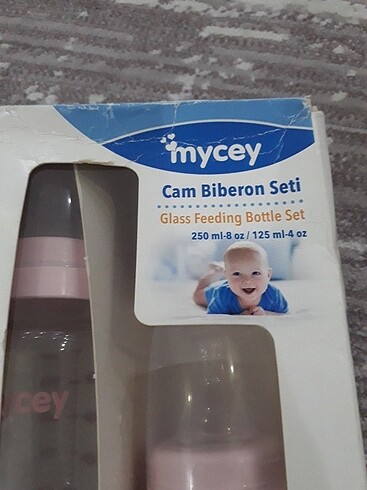 mycey
Cam Biberon Seti
Glass Feeding Bottle Set
250 ml-8 oz / 125 ml-4 oz
ycey